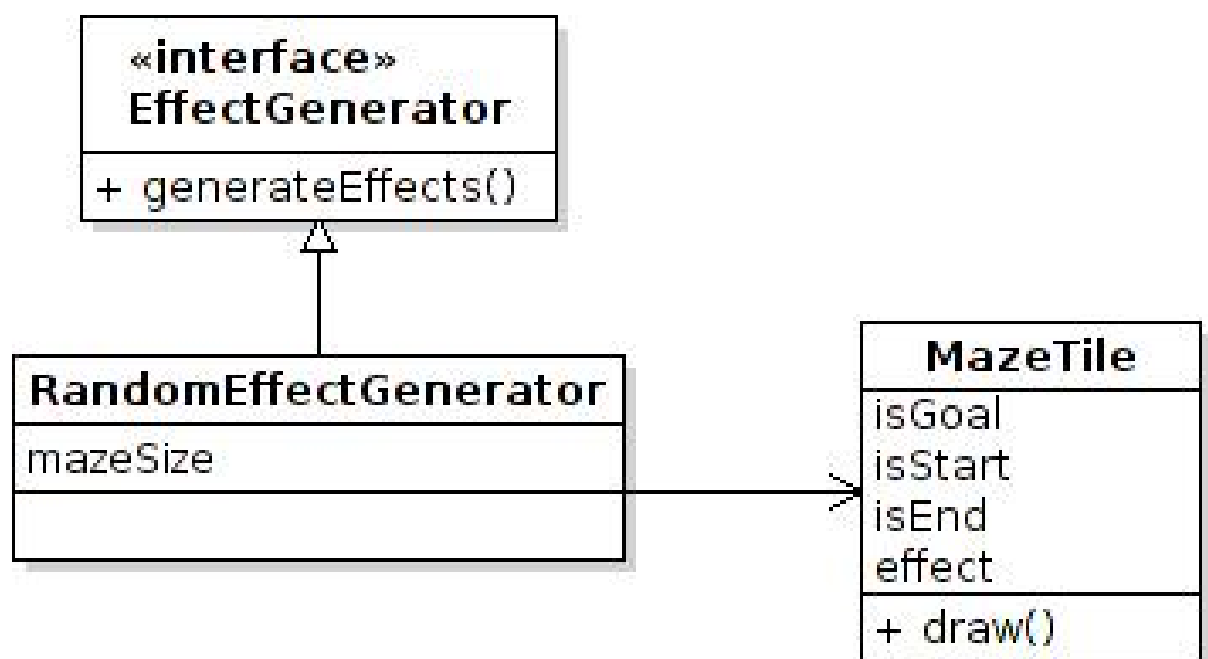 «interface»
EffectGenerator
+ generateEffects()
RandomEffectGenerator
mazeSize
MazeTile
isGoal
isStart
isEnd
effect
+ draw()